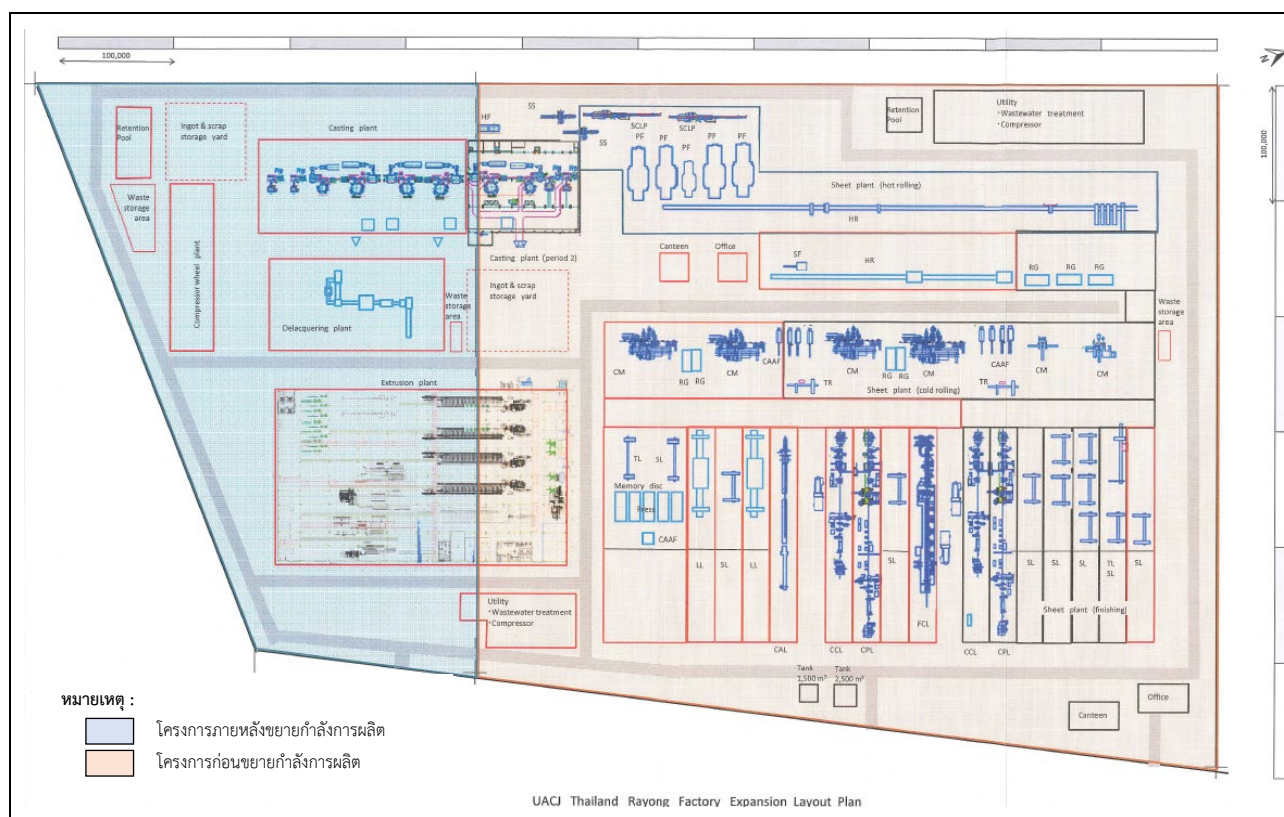 100,000
N
100,000
SS
HF
SCLP
SCLP
SS
PF
PF
PF
PF
PF
Retention
Pool
Ingot & scrap
storage yard
Casting plant
Retention
Pool
Utility
・Wastewater treatment
・Compressor
Sheet plant (hot rolling)
HR
Waste
storage
area
Compressor wheel plant
Casting plant (period 2)
Canteen
Office
SF
HR
RG
RG
RG
Ingot & scrap
storage yard
Delacquering plant
Waste
storage
area
Waste
storage
area
CM
RG
RG
CM
CAAF
TR
CM
RG
RG
CM
CAAF
TR
CM
CM
Sheet plant (cold rolling)
Extrusion plant
TL
SL
Memory disc
Press
CAAF
LL
SL
LL
CAL
CCL
CPL
SL
FCL
CCL
CPL
SL
SL
SL
TL
SL
SL
Sheet plant (finishing)
Utility
・Wastewater treatment
・Compressor
Tank
1,500 m³
Tank
2,500 m³
Canteen
Office
หมายเหตุ :
โครงการภายหลังขยายกำลังการผลิต
โครงการก่อนขยายกำลังการผลิต
UACJ Thailand Rayong Factory Expansion Layout Plan